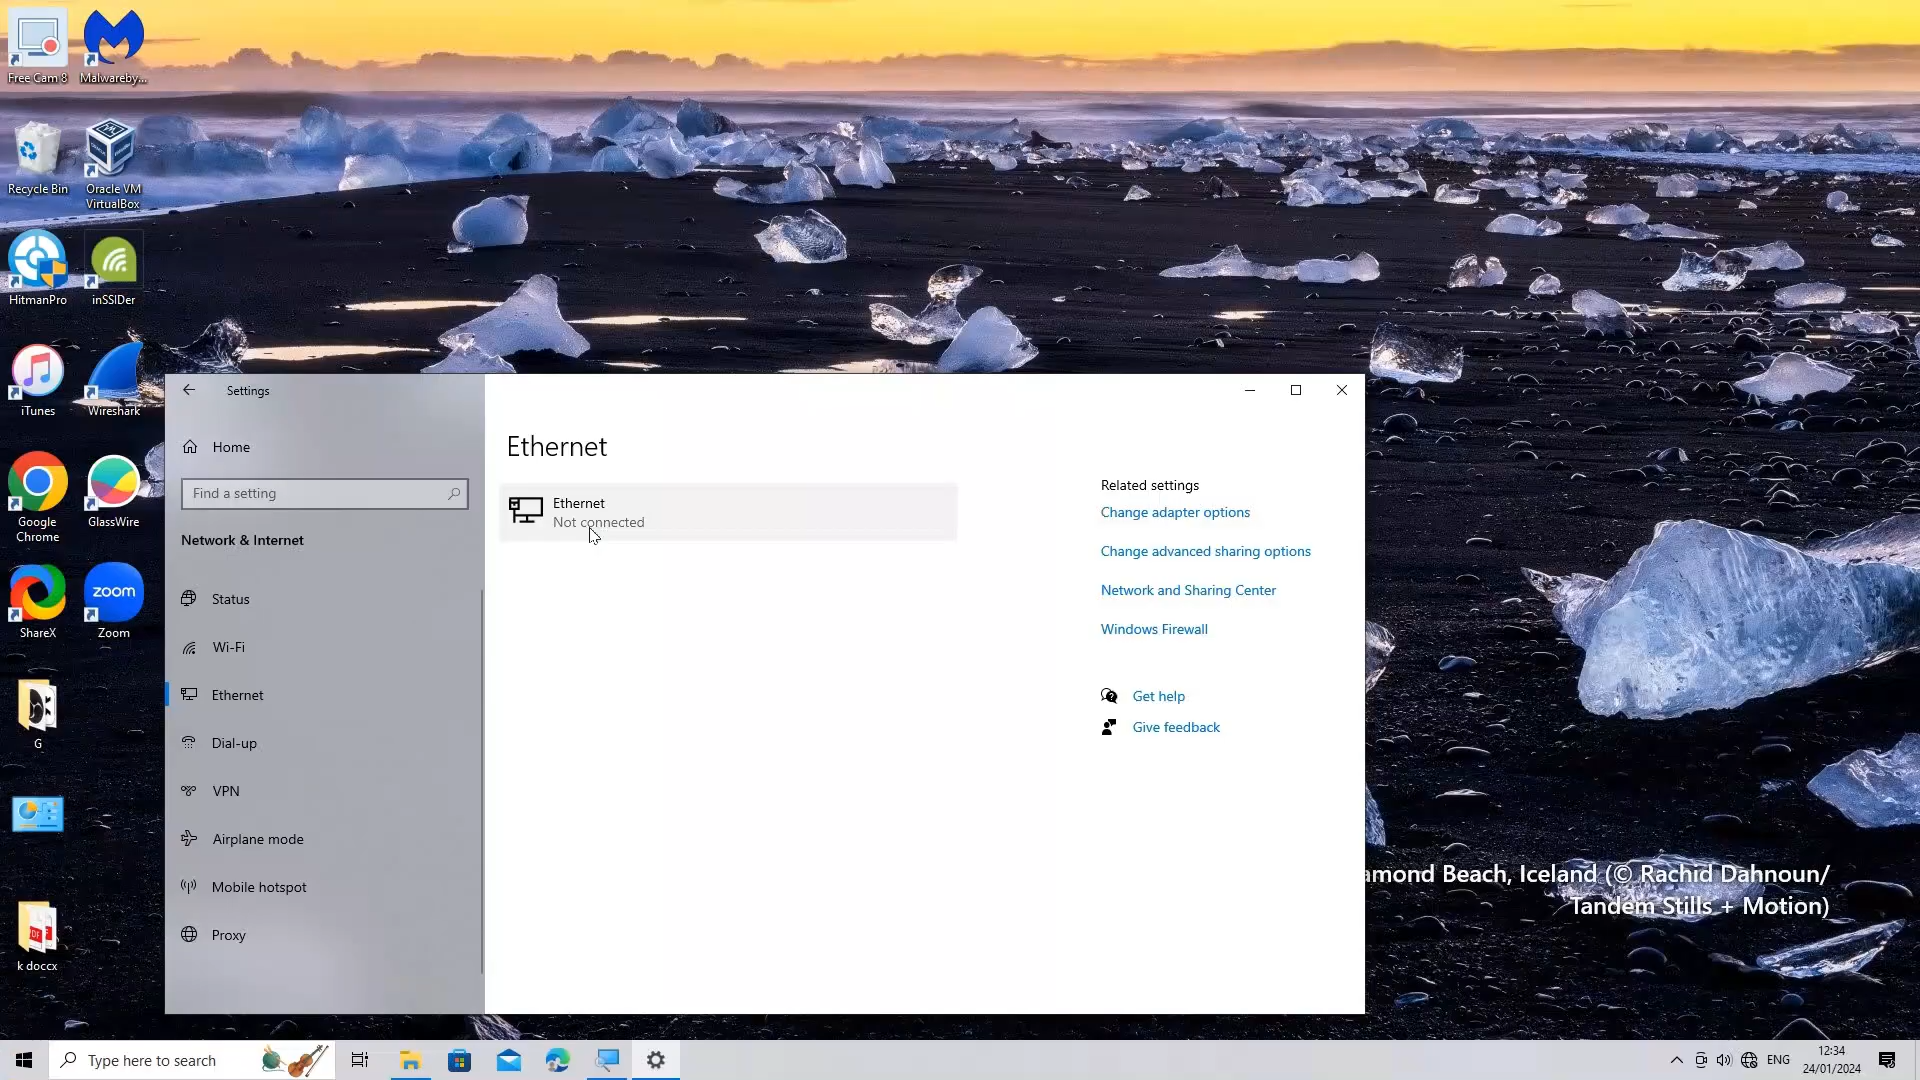 Free Cam 8
Malwareby...
Recycle Bin
Oracle VM
VirtualBox
HitmanPro
inSSIDer
iTunes
Wireshark
Google
Chrome
GlassWire
ShareX
zoom
Zoom
G
PDF
k doccx
Settings
Home
Find a setting
Network & Internet
Status
Wi-Fi
Ethernet
Dial-up
VPN
Airplane mode
Mobile hotspot
Proxy
Ethernet
Ethernet
Not connected
Related settings
Change adapter options
Change advanced sharing options
Network and Sharing Center
Windows Firewall
Get help
Give feedback
amond Beach, Iceland (© Rachid Dahnoun/
Tandem Stills + Motion)
Type here to search
ENG
12:34
24/01/2024